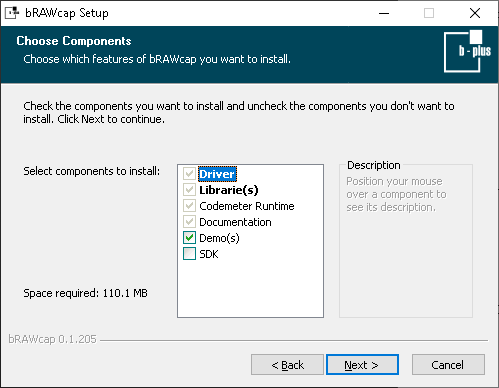 bRAWcap Setup
Choose Components
Choose which features of bRAWcap you want to install.
b - plus
Check the components you want to install and uncheck the components you don't want to
install. Click Next to continue.
Select components to install:
Driver
Librarie(s)
Codemeter Runtime
Documentation
Demo(s)
SDK
Description
Position your mouse
over a component to
see its description.
Space required: 110.1 MB
bRAWcap 0.1.205
< Back
Next >
Cancel